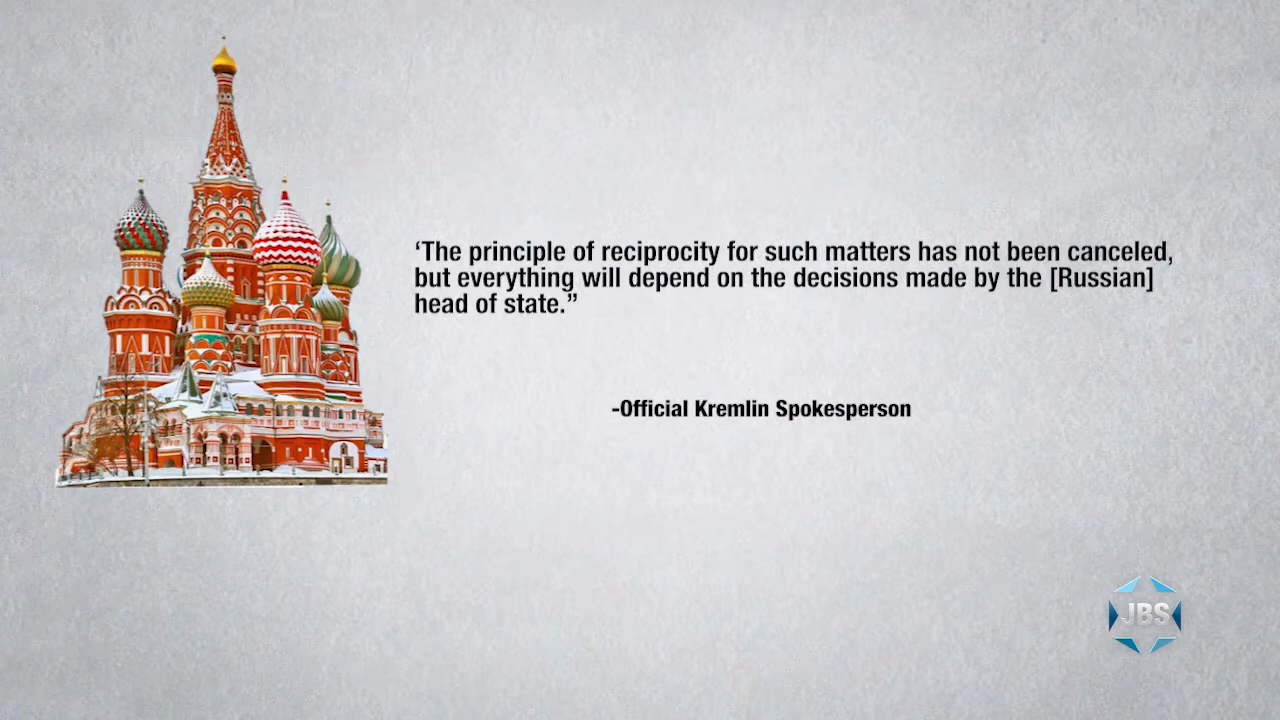 ‘The principle of reciprocity for such matters has not been canceled,
but everything will depend on the decisions made by the [Russian]
head of state.”
-Official Kremlin Spokesperson
JBS